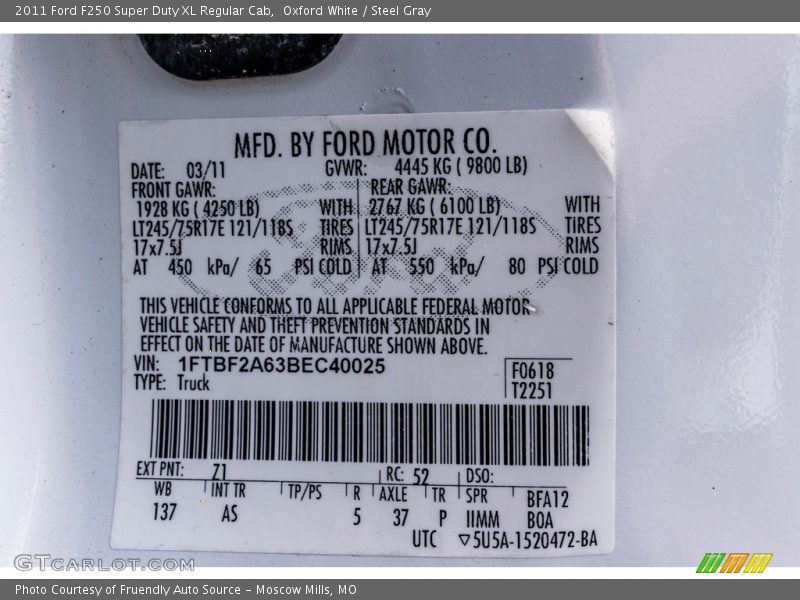 2011 Ford F250 Super Duty XL Regular Cab, Oxford White / Steel Gray
MFD. BY FORD MOTOR CO.
DATE: 03/11 GVWR: 4445 KG ( 9800 LB)
FRONT GAWR: REAR GAWR:
1928 KG ( 4250 LB) WITH 2767 KG ( 6100 LB) WITH
LT245/75R17E 121/118S TIRES LT245/75R17E 121/118S TIRES
17x7.5J RIMS 17x7.5J RIMS
AT 450 kPa/ 65 PSI COLD AT 550 kPa/ 80 PSI COLD
THIS VEHICLE CONFORMS TO ALL APPLICABLE FEDERAL MOTOR
VEHICLE SAFETY AND THEFT PREVENTION STANDARDS IN
EFFECT ON THE DATE OF MANUFACTURE SHOWN ABOVE.
VIN: 1FTBF2A63BEC40025 F0618
TYPE: Truck T2251
EXT PNT: Z1 RC: 52 DSO:
WB INT TR TP/PS R AXLE TR SPR BFA12
137 AS 5 37 P IIMM BOA
UTC ▽5U5A-1520472-BA
GTCARLOT.COM
Photo Courtesy of Fruendly Auto Source – Moscow Mills, MO